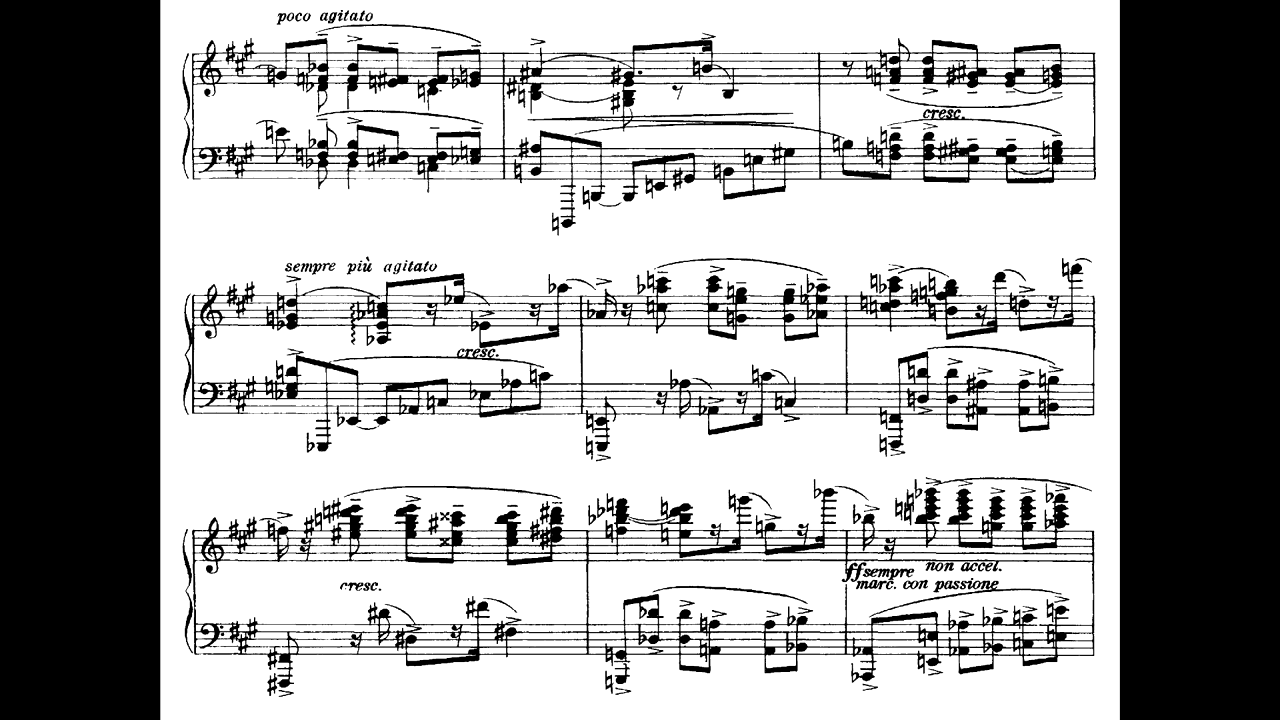 poco agitato
cresc.
sempre più agitato
cresc.
cresc.
ff sempre non accel.
marc. con passione